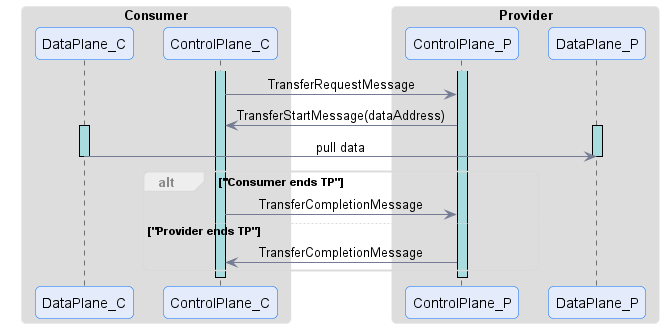 Consumer
Provider
DataPlane_C
ControlPlane_C
ControlPlane_P
DataPlane_P
TransferRequestMessage
TransferStartMessage(dataAddress)
pull data
alt
["Consumer ends TP"]
TransferCompletionMessage
["Provider ends TP"]
TransferCompletionMessage
DataPlane_C
ControlPlane_C
ControlPlane_P
DataPlane_P